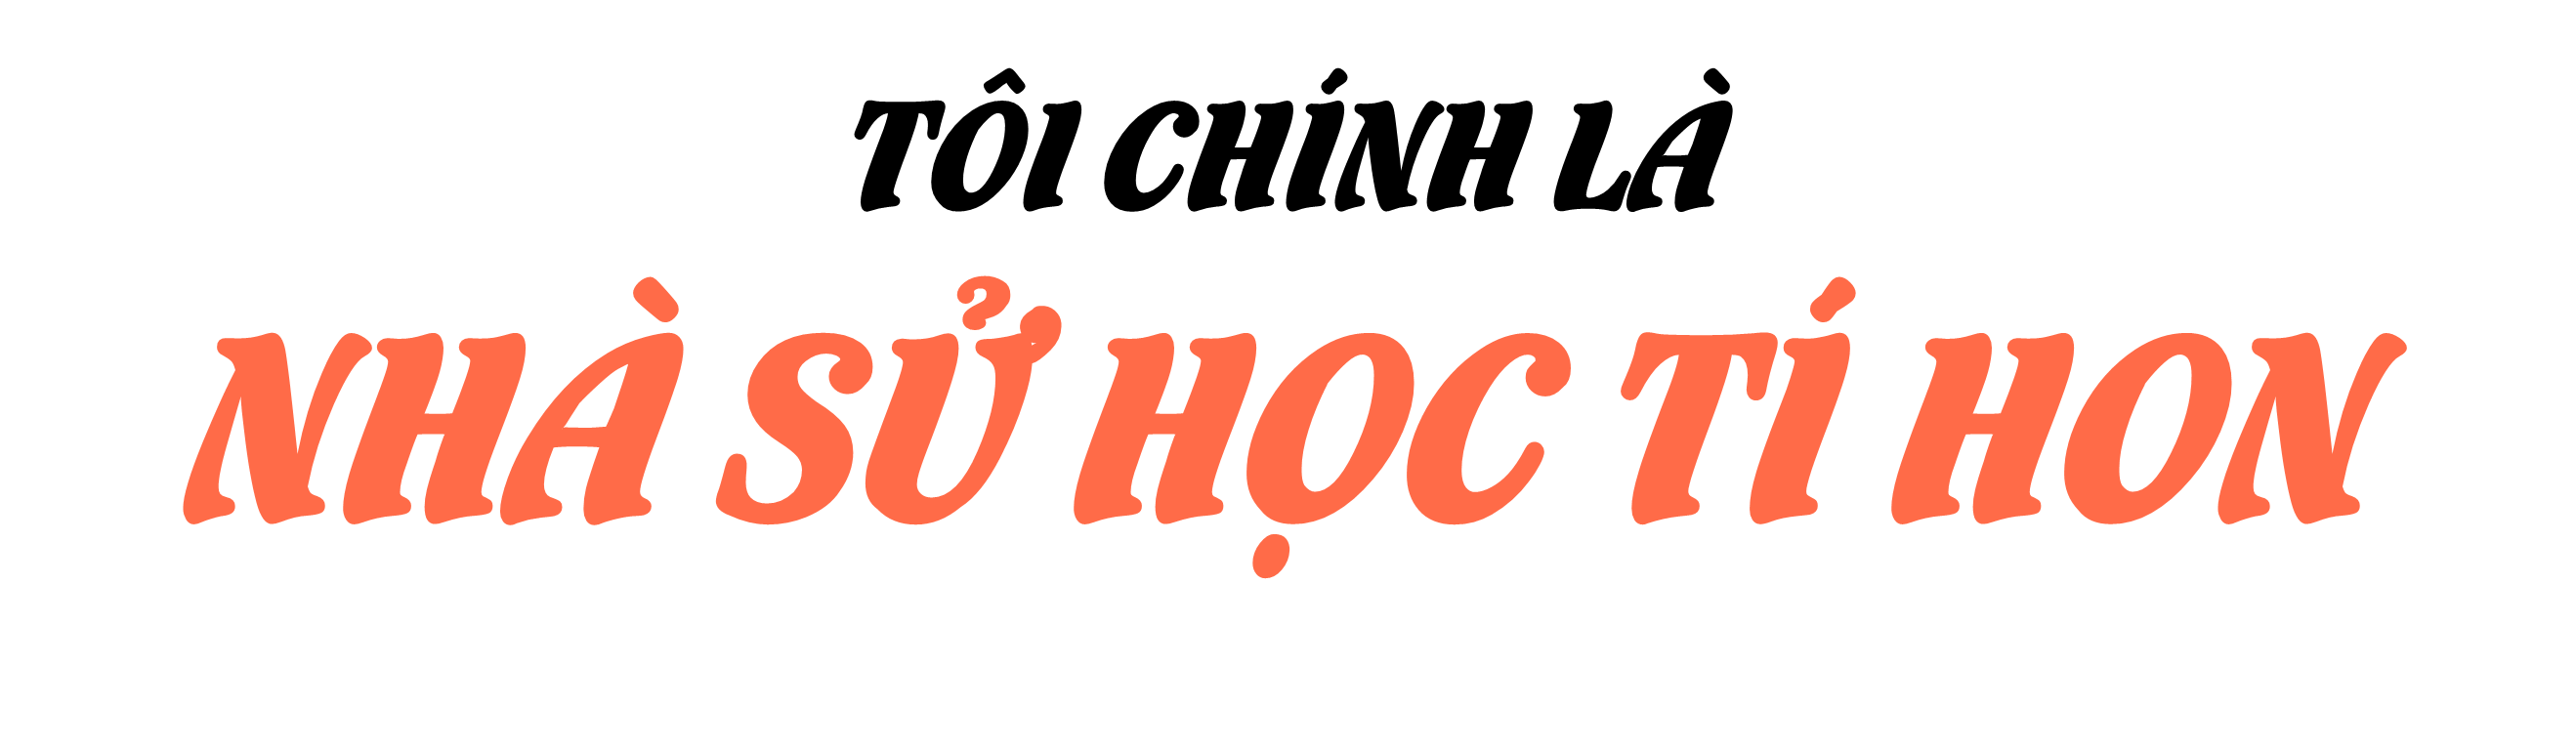 TÔI CHÍNH LÀ
NHÀ SỬ HỌC TÍ HON